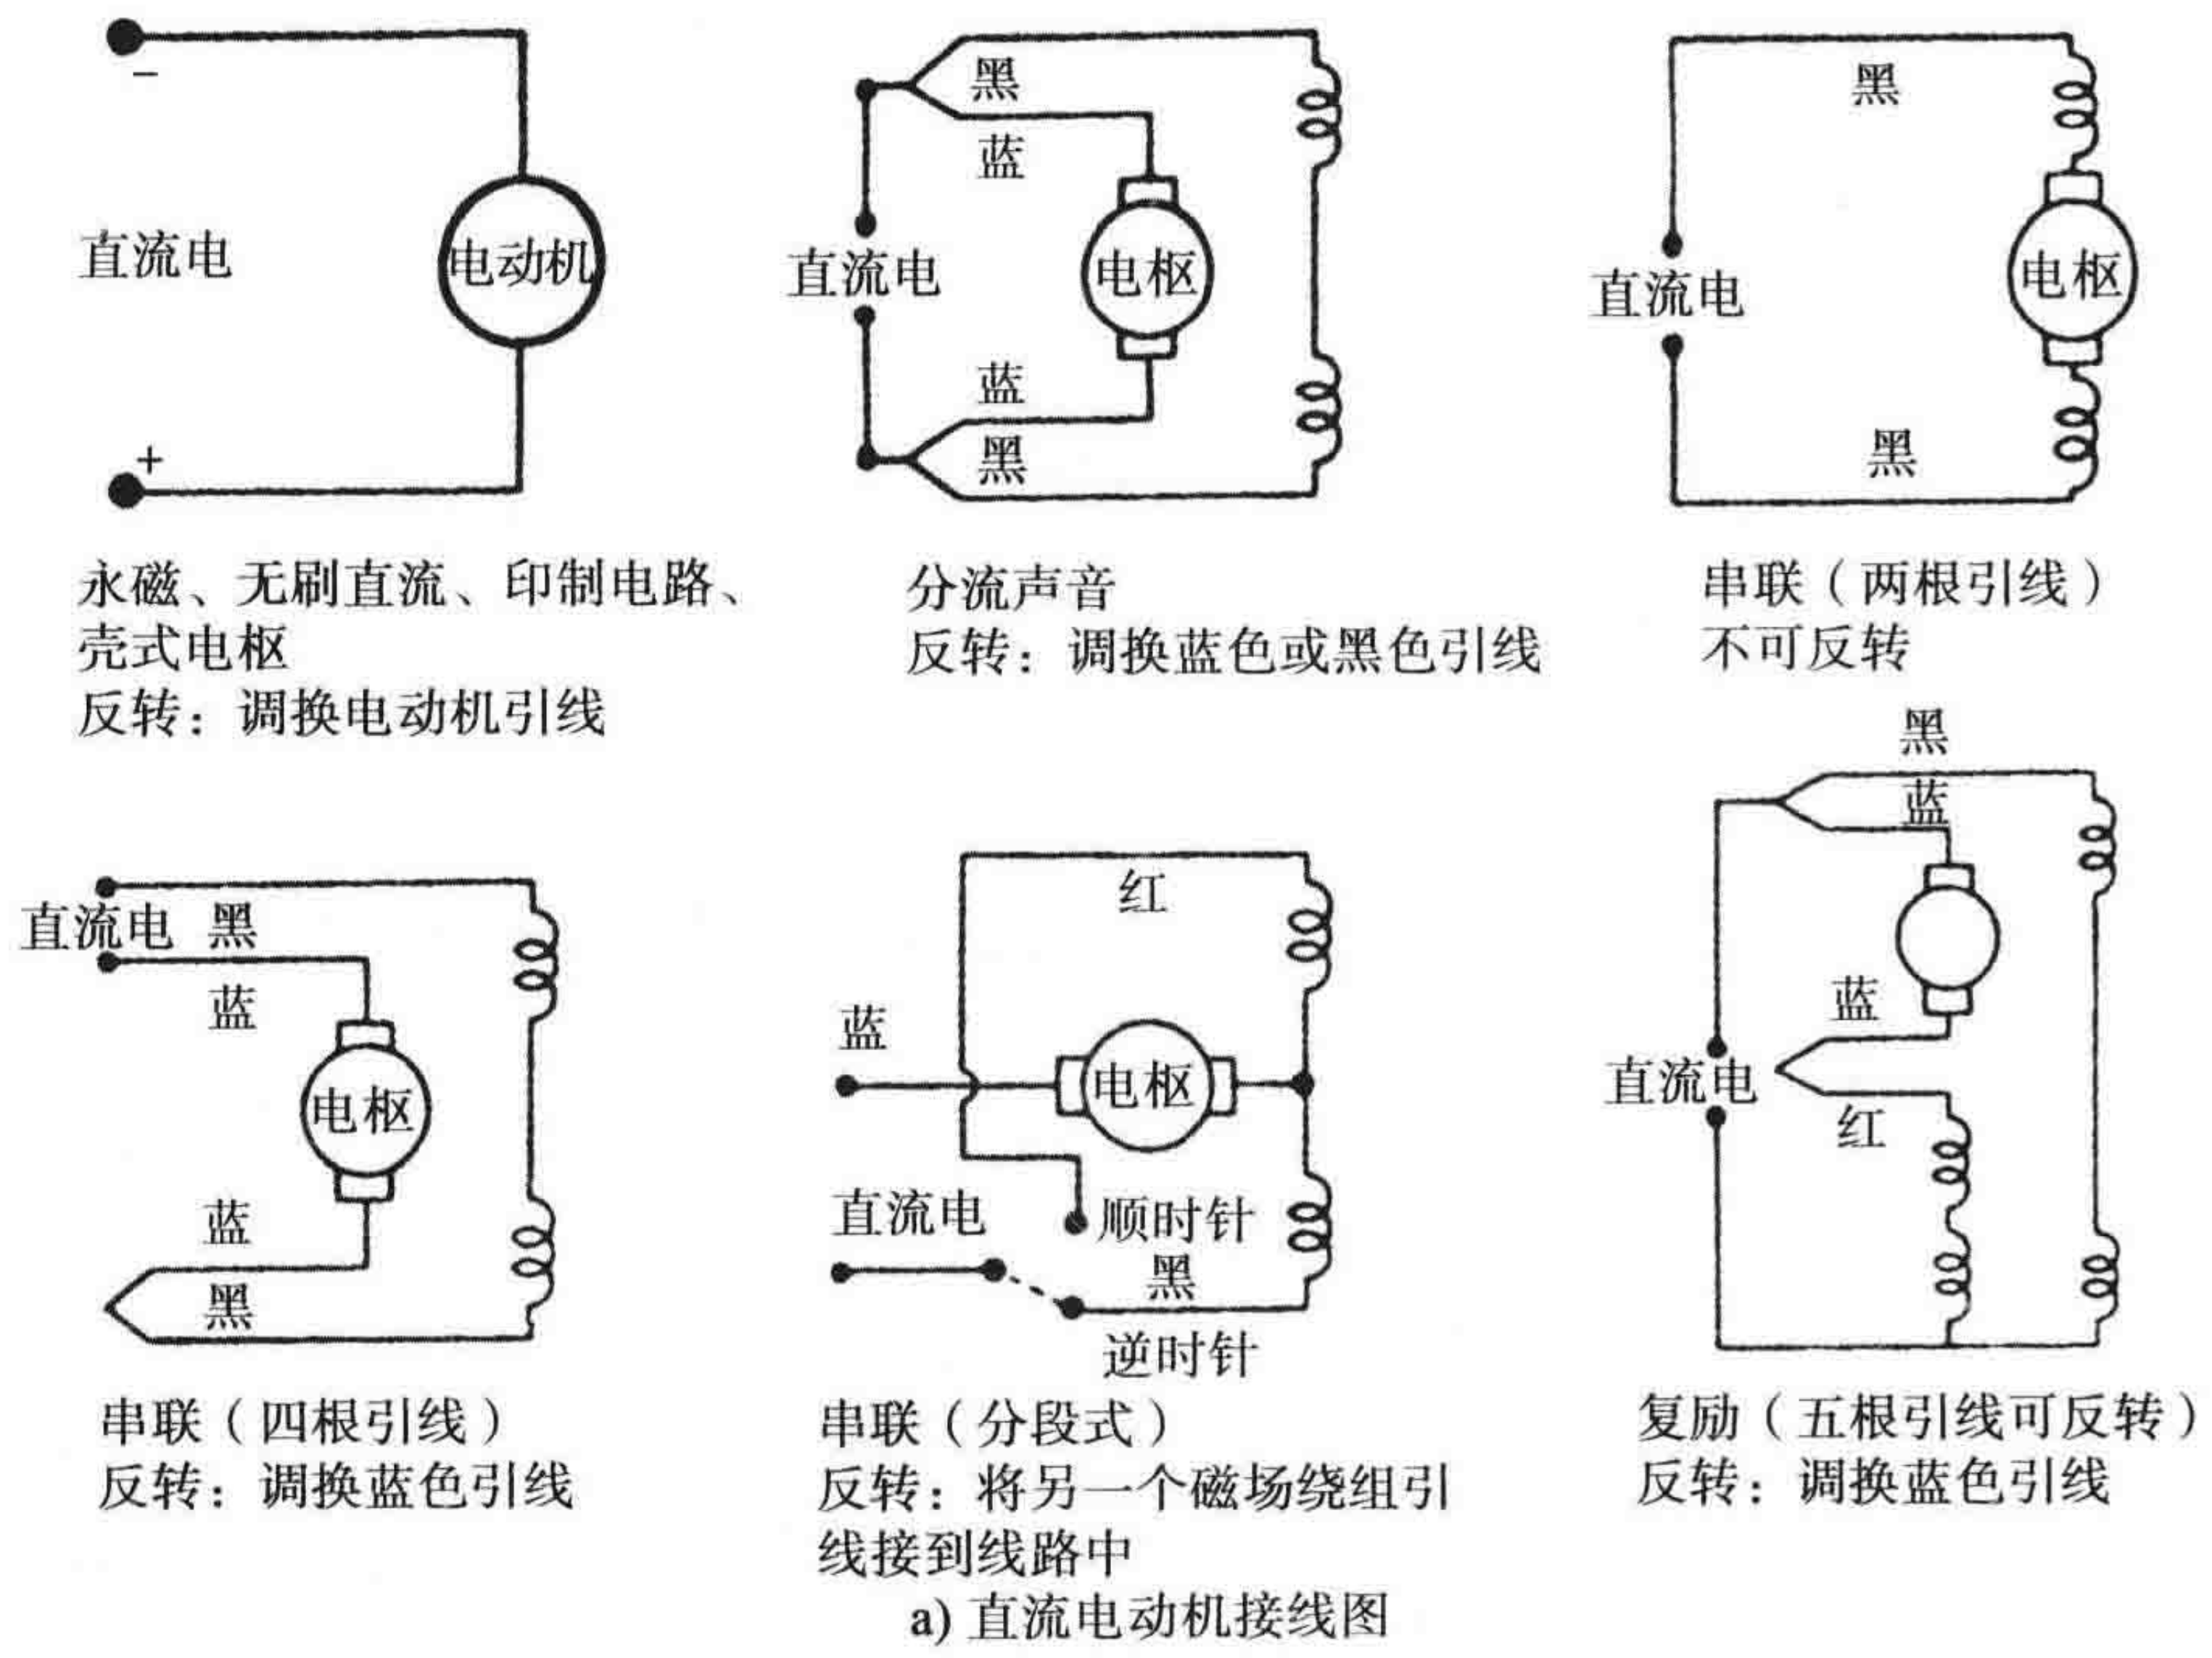 −
直流电
电动机
+
永磁、无刷直流、印制电路、
壳式电枢
反转：调换电动机引线
黑
蓝
直流电
电枢
蓝
黑
分流声音
反转：调换蓝色或黑色引线
黑
直流电
电枢
黑
串联（两根引线）
不可反转
直流电 黑
蓝
电枢
蓝
黑
串联（四根引线）
反转：调换蓝色引线
红
蓝
电枢
直流电
顺时针
黑
逆时针
串联（分段式）
反转：将另一个磁场绕组引
线接到线路中
黑
蓝
蓝
直流电
红
复励（五根引线可反转）
反转：调换蓝色引线
a) 直流电动机接线图